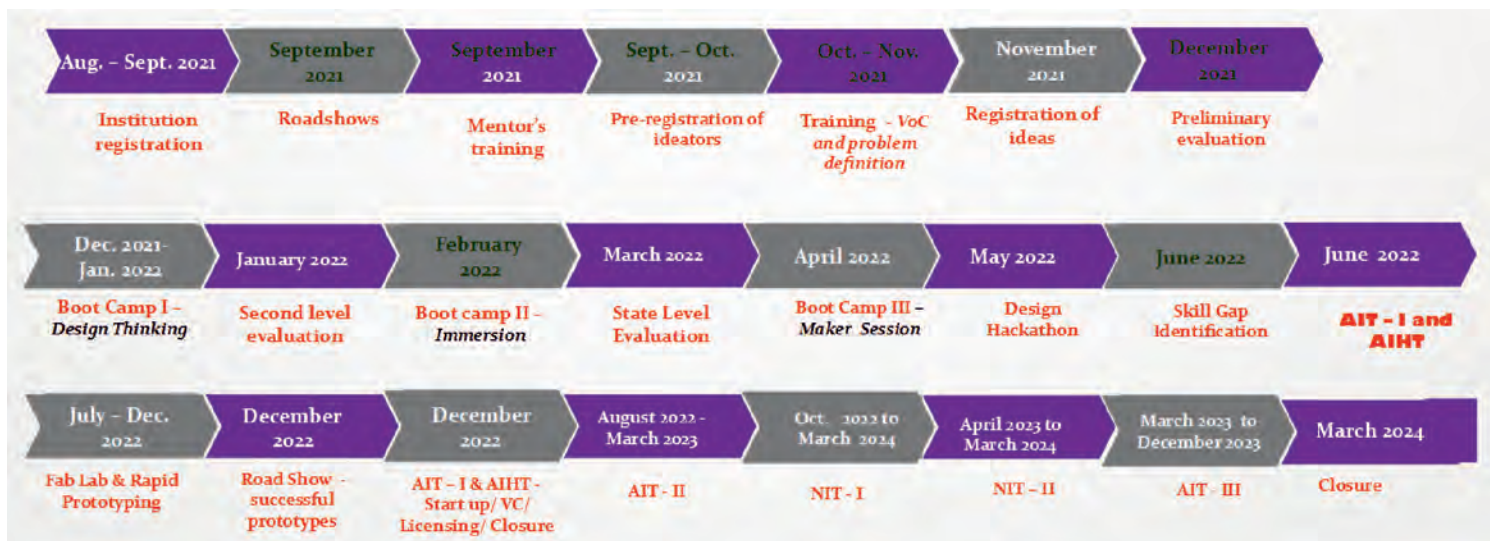 Aug. – Sept. 2021
September
2021
September
2021
Sept. – Oct.
2021
Oct. – Nov.
2021
November
2021
December
2021
Institution
registration
Roadshows
Mentor's
training
Pre-registration of
ideators
Training - VoC
and problem
definition
Registration of
ideas
Preliminary
evaluation
Dec. 2021-
Jan. 2022
January 2022
February
2022
March 2022
April 2022
May 2022
June 2022
June 2022
Boot Camp I –
Design Thinking
Second level
evaluation
Boot camp II –
Immersion
State Level
Evaluation
Boot Camp III –
Maker Session
Design
Hackathon
Skill Gap
Identification
AIT – I and
AIHT
July – Dec.
2022
December
2022
December
2022
August 2022 -
March 2023
Oct. 2022 to
March 2024
April 2023 to
March 2024
March 2023 to
December 2023
March 2024
Fab Lab & Rapid
Prototyping
Road Show -
successful
prototypes
AIT – I & AIHT -
Start up/ VC/
Licensing/ Closure
AIT - II
NIT - I
NIT – II
AIT - III
Closure